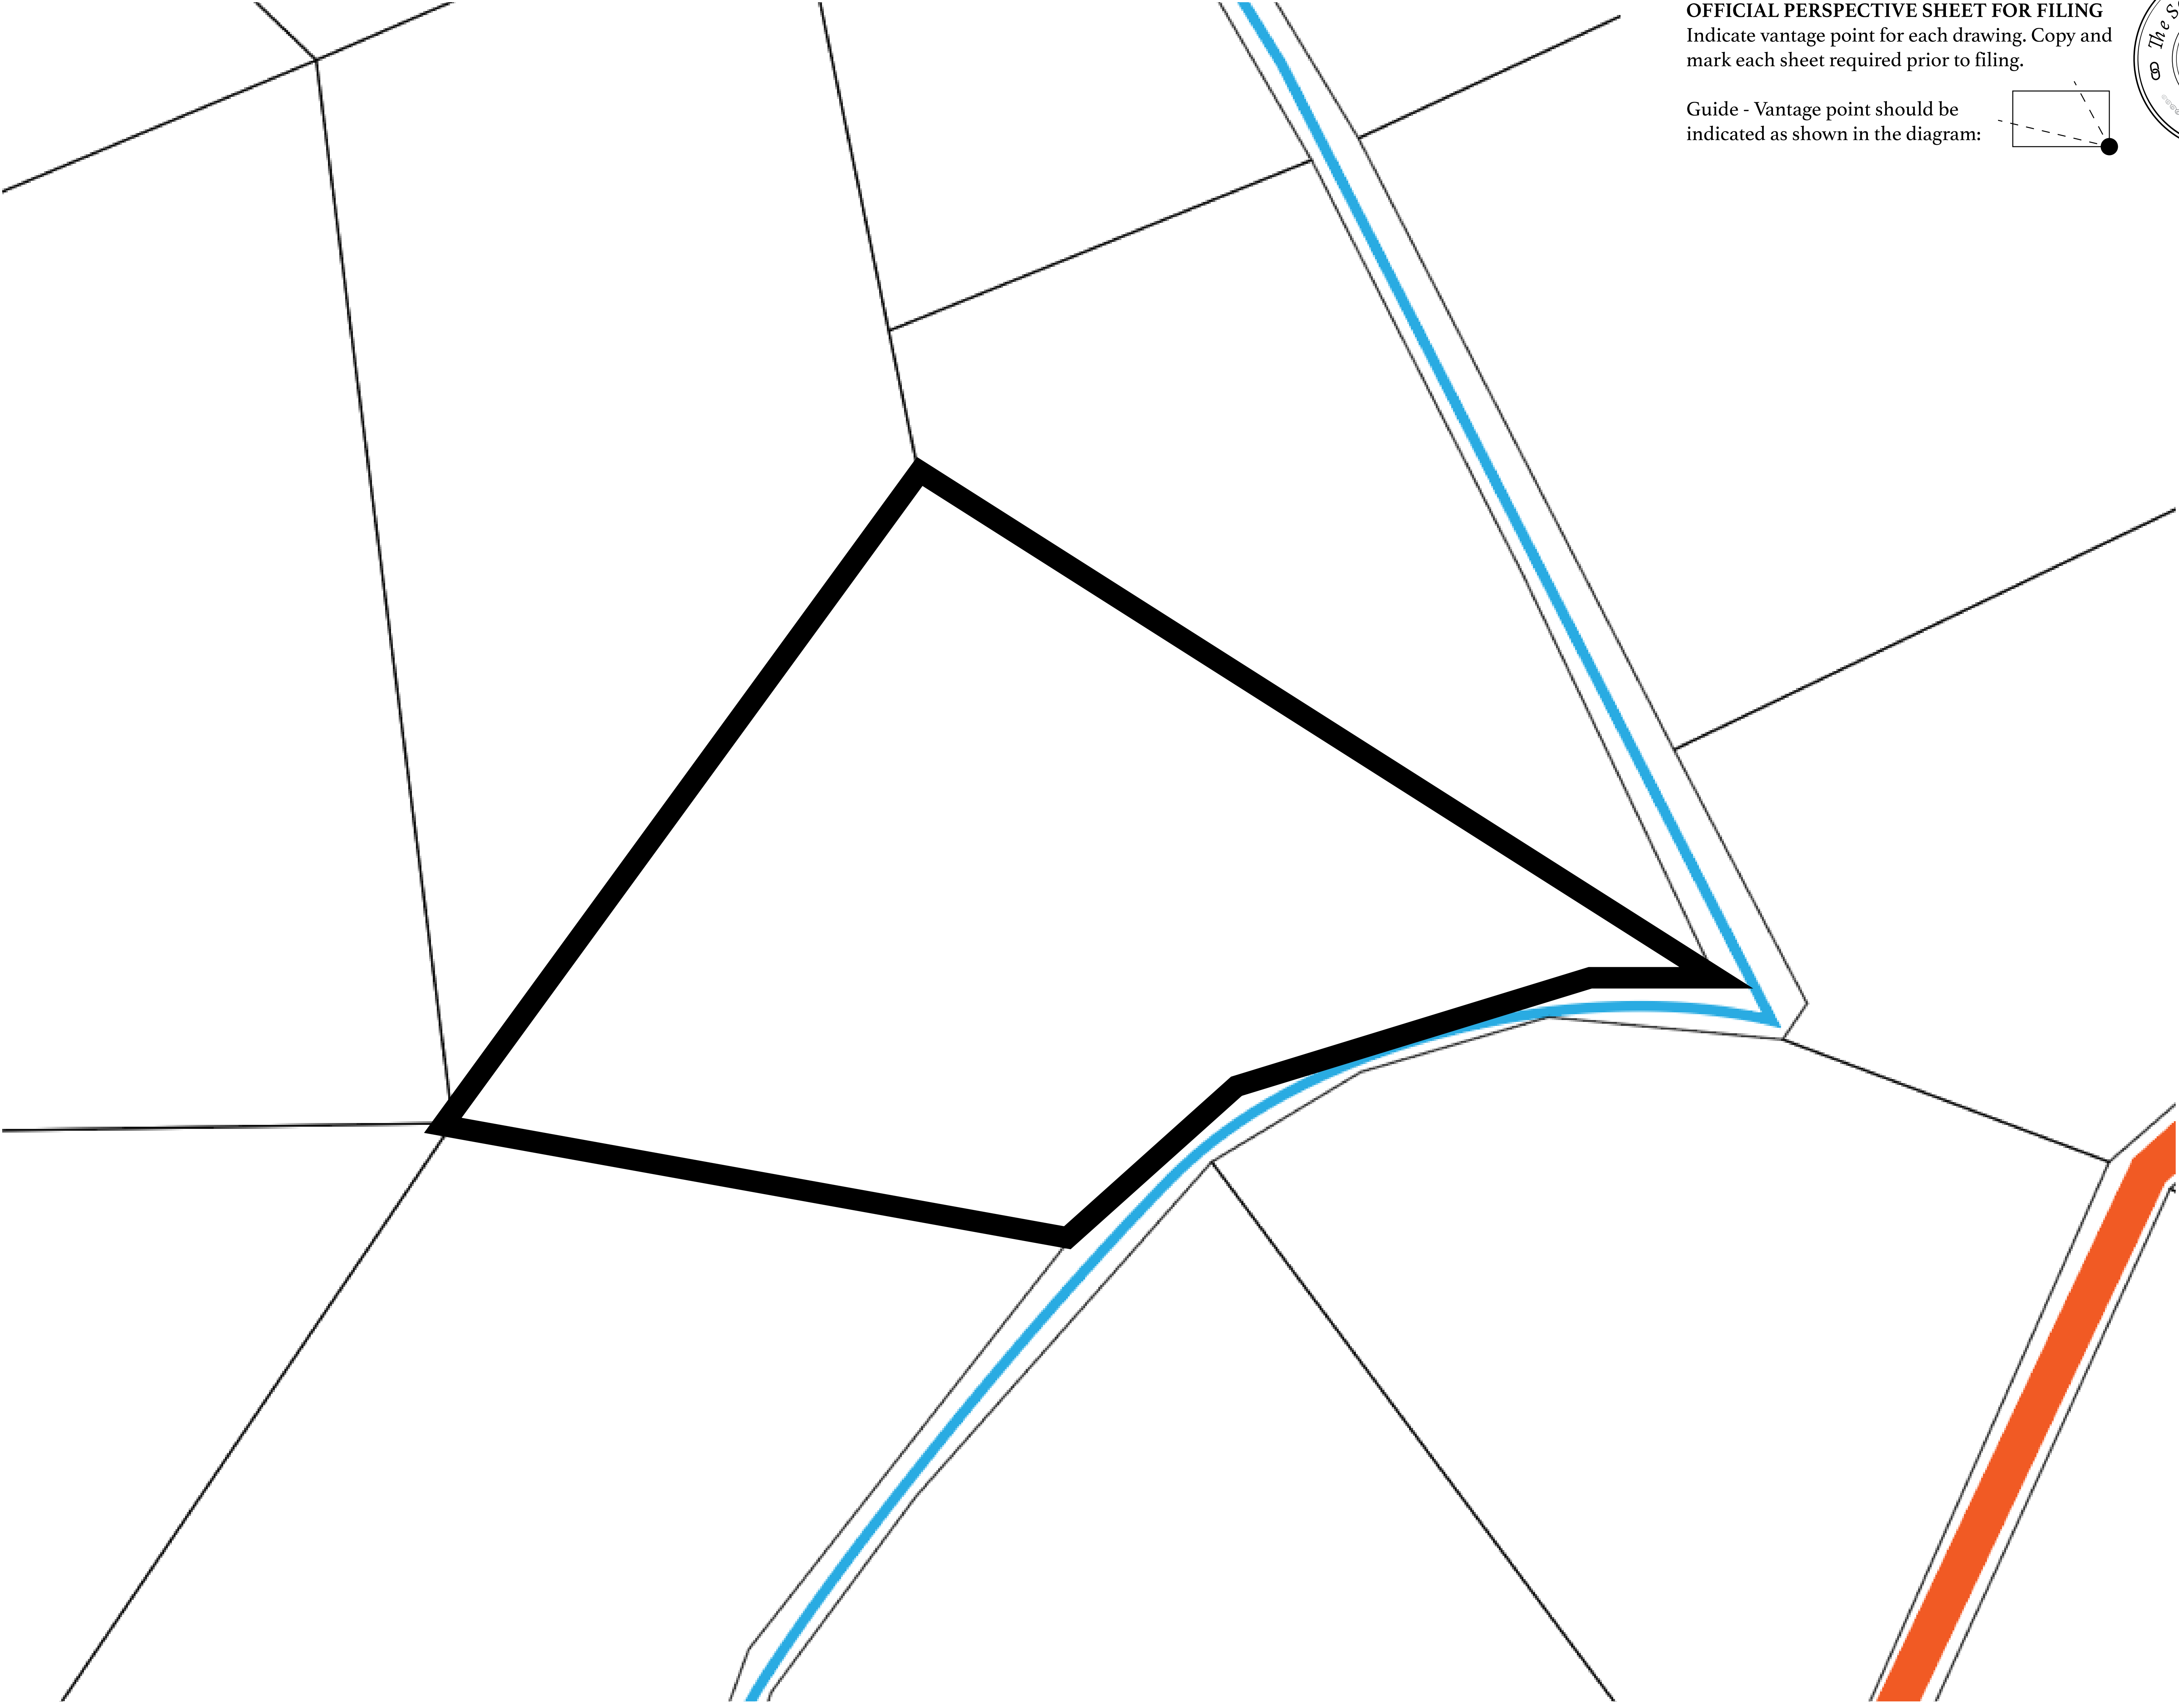 OFFICIAL PERSPECTIVE SHEET FOR FILING
Indicate vantage point for each drawing. Copy and
mark each sheet required prior to filing.
Guide - Vantage point should be
indicated as shown in the diagram:
The